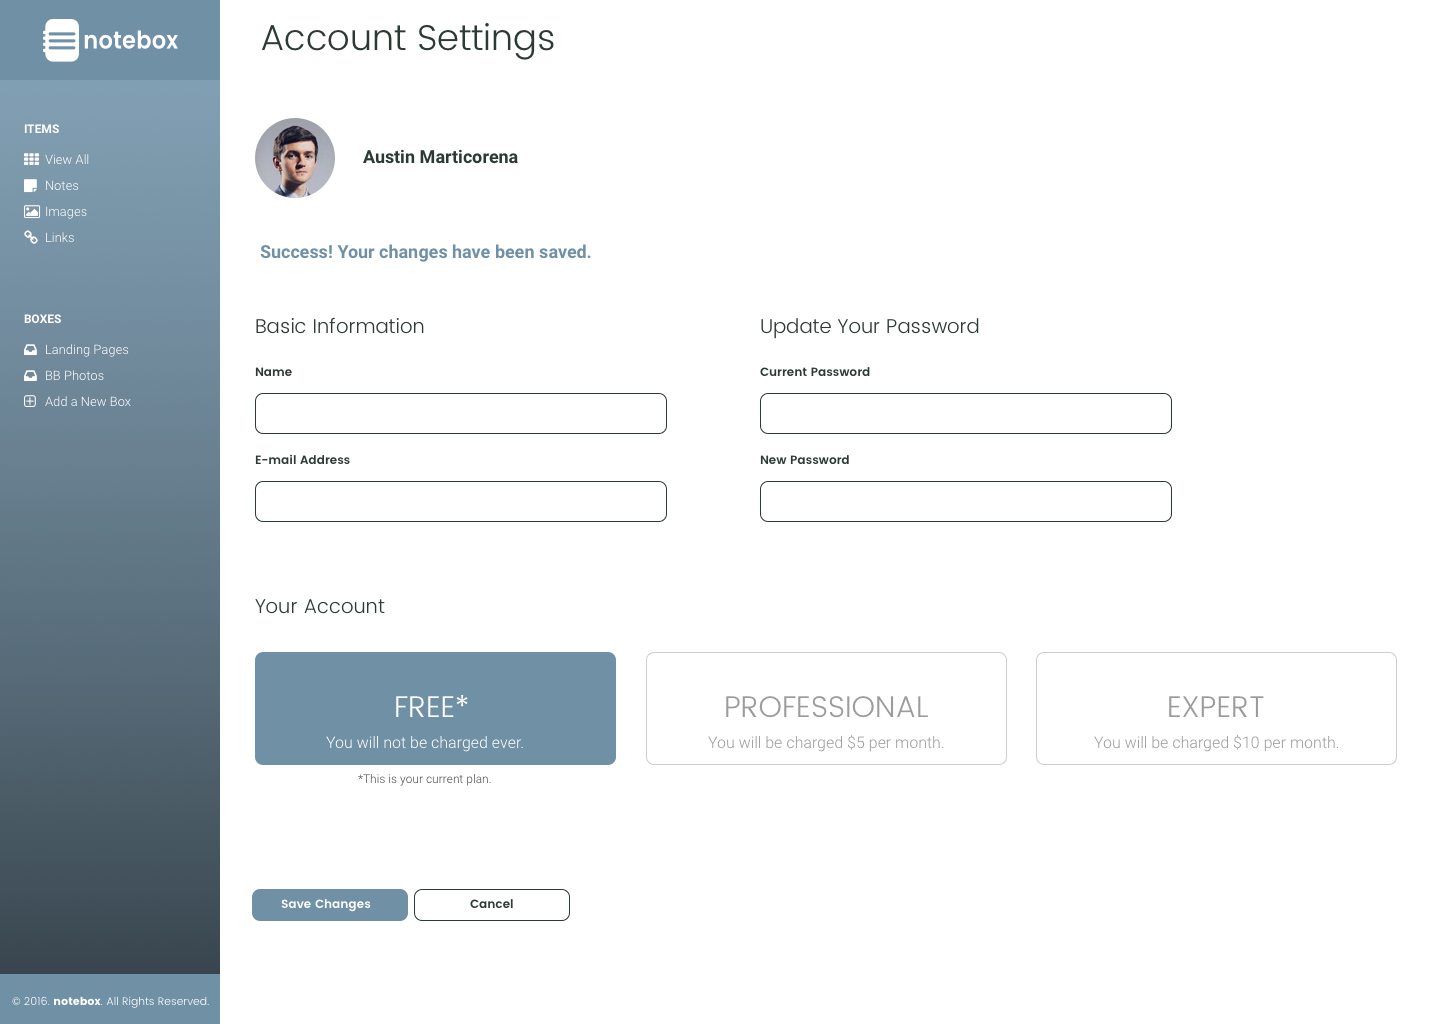 notebox
ITEMS
View All
Notes
Images
Links
BOXES
Landing Pages
BB Photos
Add a New Box
© 2016. notebox. All Rights Reserved.
Account Settings
Austin Marticorena
Success! Your changes have been saved.
Basic Information
Name
E-mail Address
Update Your Password
Current Password
New Password
Your Account
FREE*
You will not be charged ever.
*This is your current plan.
PROFESSIONAL
You will be charged $5 per month.
EXPERT
You will be charged $10 per month.
Save Changes
Cancel